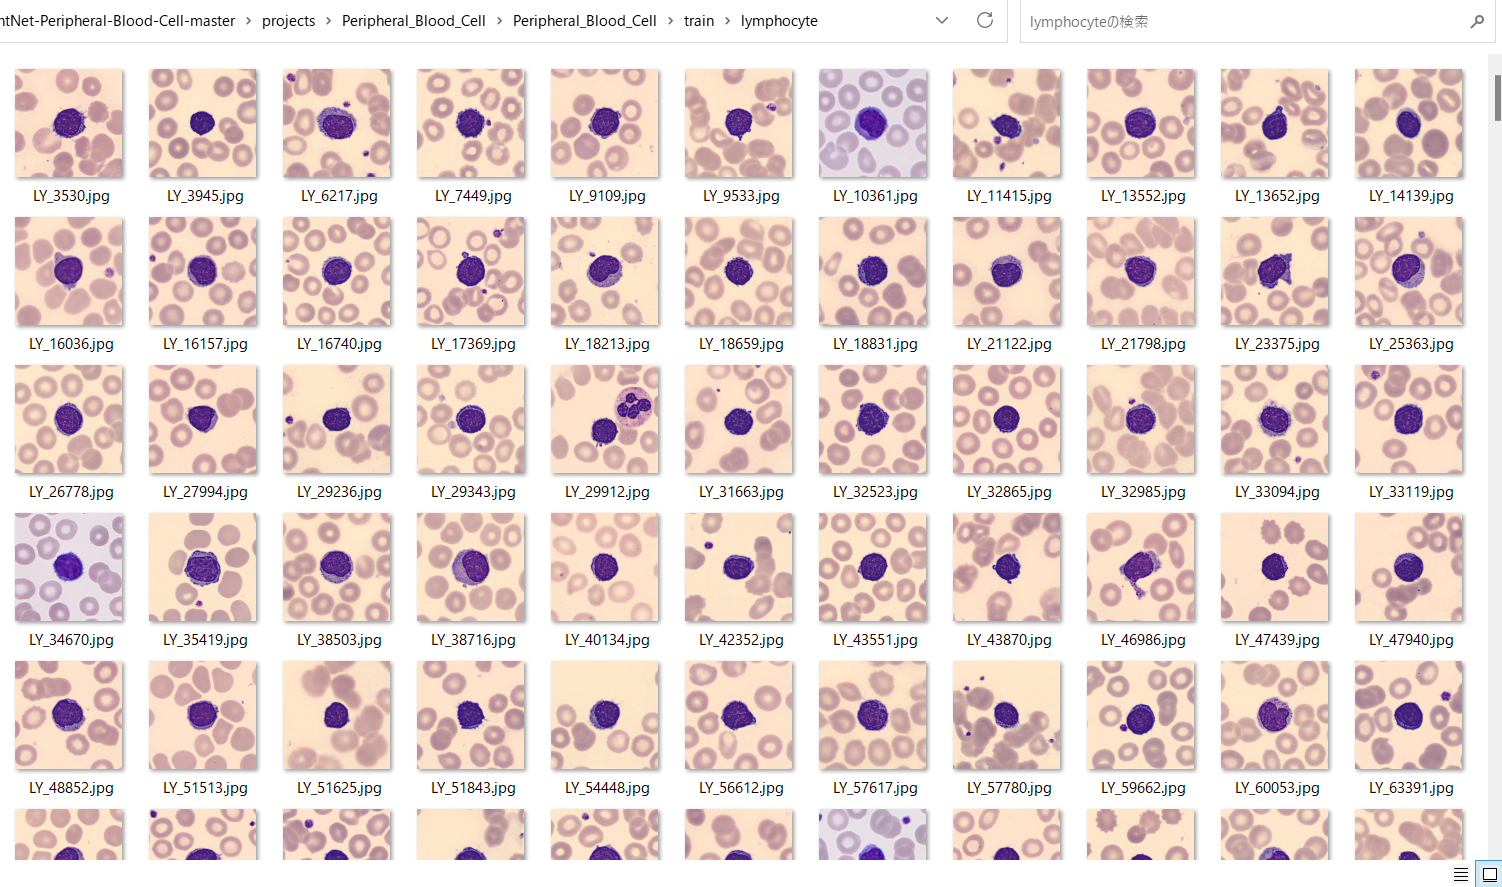 ntNet-Peripheral-Blood-Cell-master > projects > Peripheral_Blood_Cell > Peripheral_Blood_Cell > train > lymphocyte
lymphocyteの検索
LY_3530.jpg LY_3945.jpg LY_6217.jpg LY_7449.jpg LY_9109.jpg LY_9533.jpg LY_10361.jpg LY_11415.jpg LY_13552.jpg LY_13652.jpg LY_14139.jpg
LY_16036.jpg LY_16157.jpg LY_16740.jpg LY_17369.jpg LY_18213.jpg LY_18659.jpg LY_18831.jpg LY_21122.jpg LY_21798.jpg LY_23375.jpg LY_25363.jpg
LY_26778.jpg LY_27994.jpg LY_29236.jpg LY_29343.jpg LY_29912.jpg LY_31663.jpg LY_32523.jpg LY_32865.jpg LY_32985.jpg LY_33094.jpg LY_33119.jpg
LY_34670.jpg LY_35419.jpg LY_38503.jpg LY_38716.jpg LY_40134.jpg LY_42352.jpg LY_43551.jpg LY_43870.jpg LY_46986.jpg LY_47439.jpg LY_47940.jpg
LY_48852.jpg LY_51513.jpg LY_51625.jpg LY_51843.jpg LY_54448.jpg LY_56612.jpg LY_57617.jpg LY_57780.jpg LY_59662.jpg LY_60053.jpg LY_63391.jpg